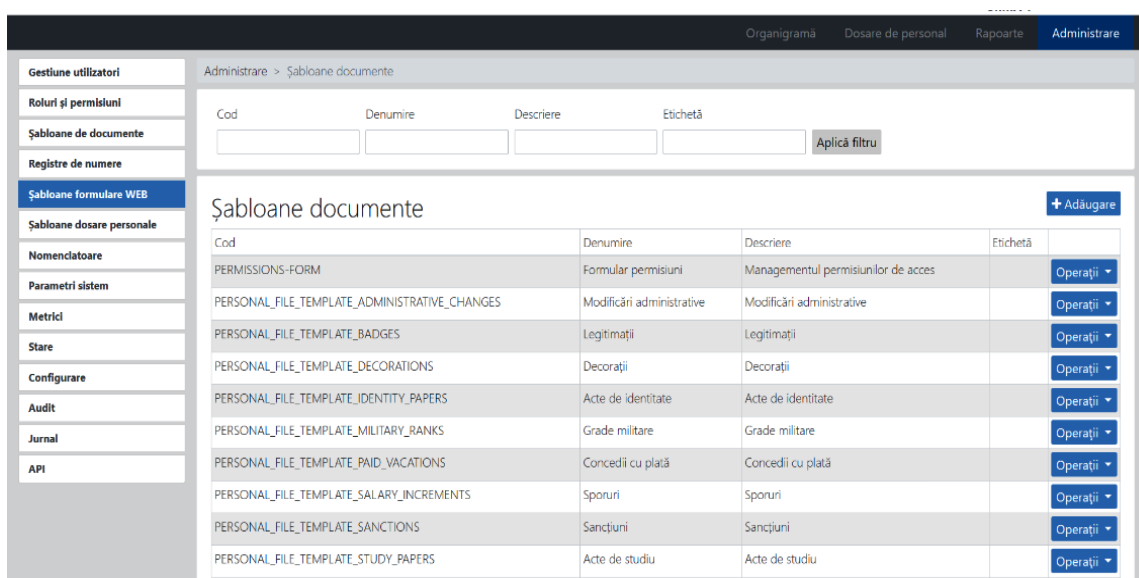 Organigramă Dosare de personal Rapoarte Administrare
Gestiune utilizatori
Roluri și permisiuni
Șabloane de documente
Registre de numere
Șabloane formulare WEB
Șabloane dosare personale
Nomenclatoare
Parametri sistem
Metrici
Stare
Configurare
Audit
Jurnal
API
Administrare > Șabloane documente
Cod Denumire Descriere Etichetă
Aplică filtru
Șabloane documente
+ Adăugare
Cod Denumire Descriere Etichetă
PERMISSIONS-FORM Formular permisiuni Managementul permisiunilor de acces Operații
PERSONAL_FILE_TEMPLATE_ADMINISTRATIVE_CHANGES Modificări administrative Modificări administrative Operații
PERSONAL_FILE_TEMPLATE_BADGES Legitimații Legitimații Operații
PERSONAL_FILE_TEMPLATE_DECORATIONS Decorații Decorații Operații
PERSONAL_FILE_TEMPLATE_IDENTITY_PAPERS Acte de identitate Acte de identitate Operații
PERSONAL_FILE_TEMPLATE_MILITARY_RANKS Grade militare Grade militare Operații
PERSONAL_FILE_TEMPLATE_PAID_VACATIONS Concedii cu plată Concedii cu plată Operații
PERSONAL_FILE_TEMPLATE_SALARY_INCREMENTS Sporuri Sporuri Operații
PERSONAL_FILE_TEMPLATE_SANCTIONS Sancțiuni Sancțiuni Operații
PERSONAL_FILE_TEMPLATE_STUDY_PAPERS Acte de studiu Acte de studiu Operații